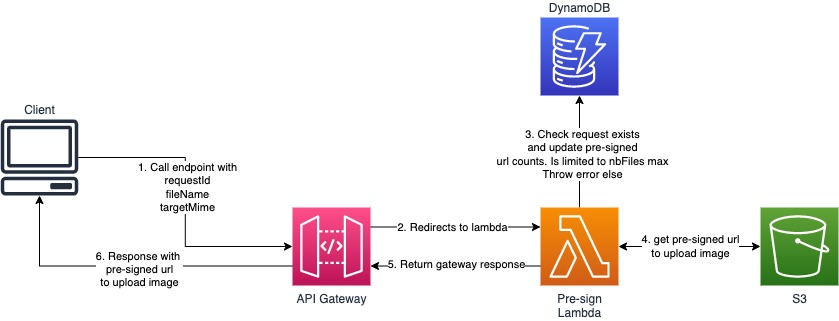 DynamoDB
Client
3. Check request exists
and update pre-signed
url counts. Is limited to nbFiles max
Throw error else
1. Call endpoint with
requestId
fileName
targetMime
2. Redirects to lambda
4. get pre-signed url
to upload image
6. Response with
pre-signed url
to upload image
5. Return gateway response
</>
API Gateway
Pre-sign
Lambda
S3